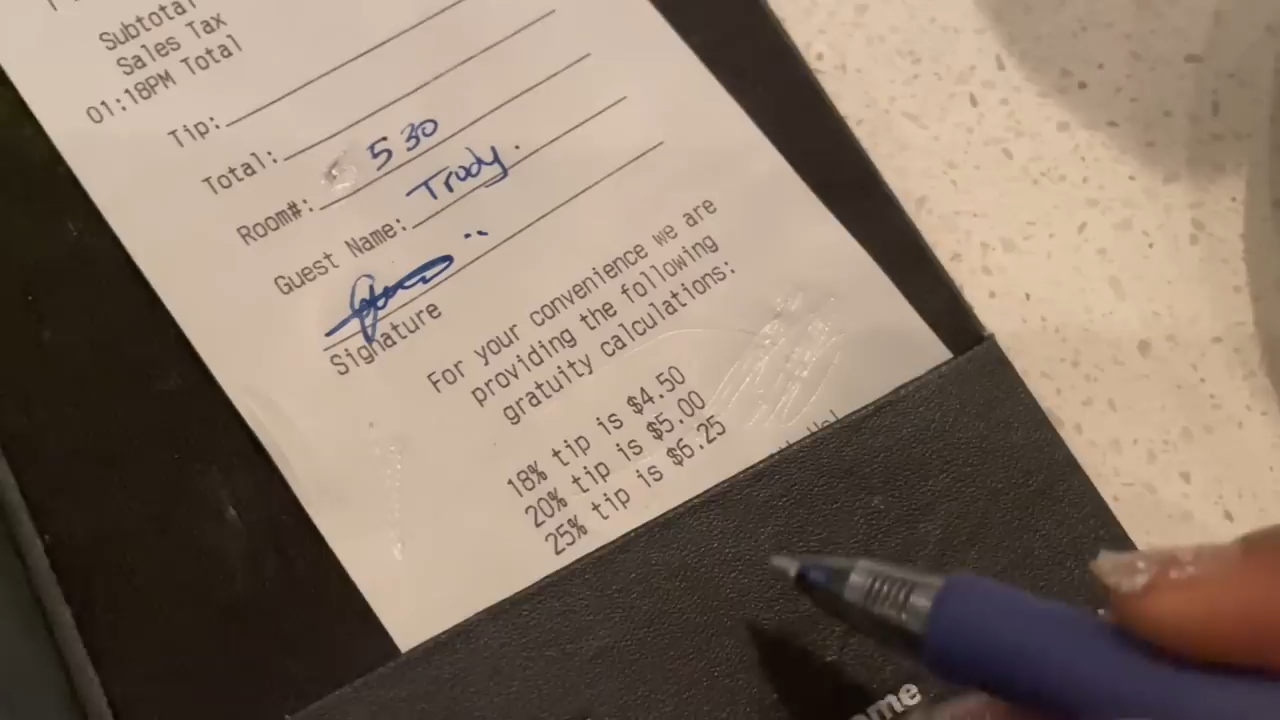 Subtotal
Sales Tax
01:18PM Total
Tip:
Total:
Room#: 530
Guest Name: Trudy.
Signature
For your convenience we are
providing the following
gratuity calculations:
18% tip is $4.50
20% tip is $5.00
25% tip is $6.25